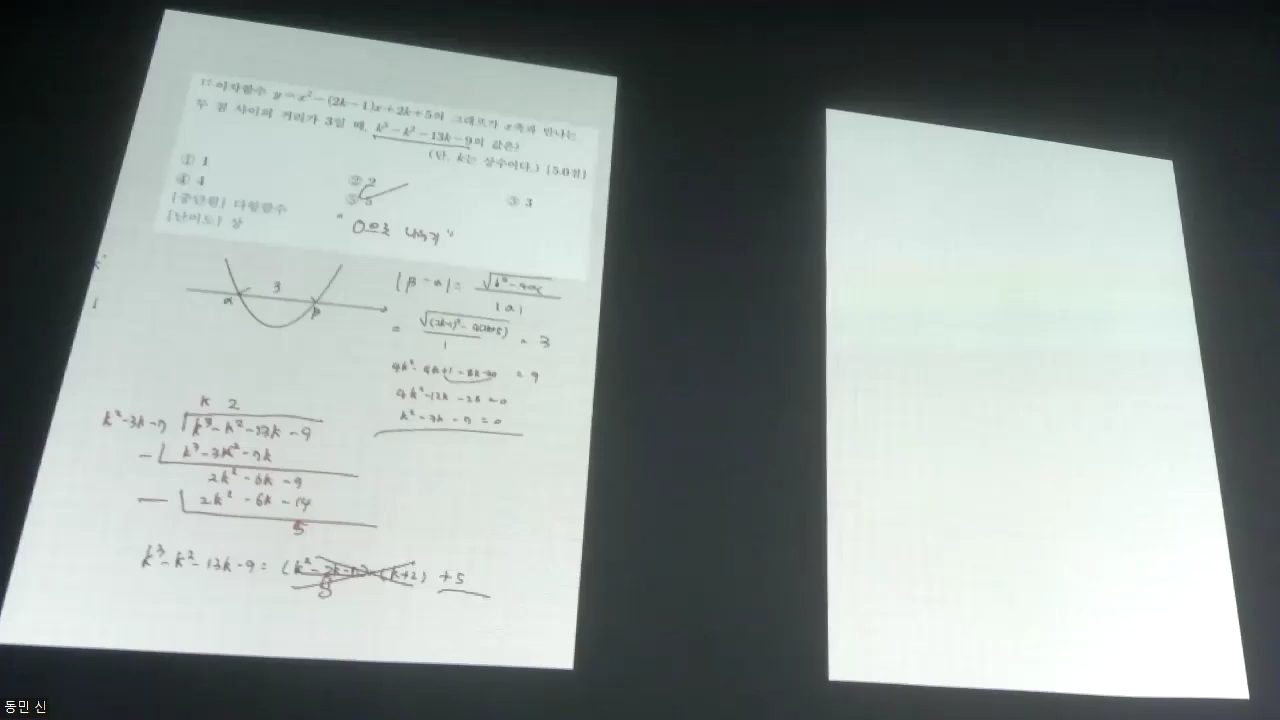 17. 이차함수 y=x²-(2k-1)x+2k+5의 그래프가 x축과 만나는
두 점 사이의 거리가 3일 때, k³-k²-13k-9의 값은?
(단, k는 상수이다.) [5.0점]
① 1
② 2
③ 3
④ 4
⑤ 5
[중단원] 다항함수
[난이도] 상
"0으로 나누기"
3
α
β
|β-α| = √b²-4ac
|a|
= √(2k-1)²-4(2k+5)
1
= 3
4k²-4k+1-8k-20 = 9
4k²-12k-28=0
k²-3k-7=0
k 2
k²-3k-7
k³-k²-13k-9
- k³-3k²-7k
2k²-6k-9
- 2k²-6k-14
5
k³-k²-13k-9= (k²-3k-7)(k+2) +5
동민 신